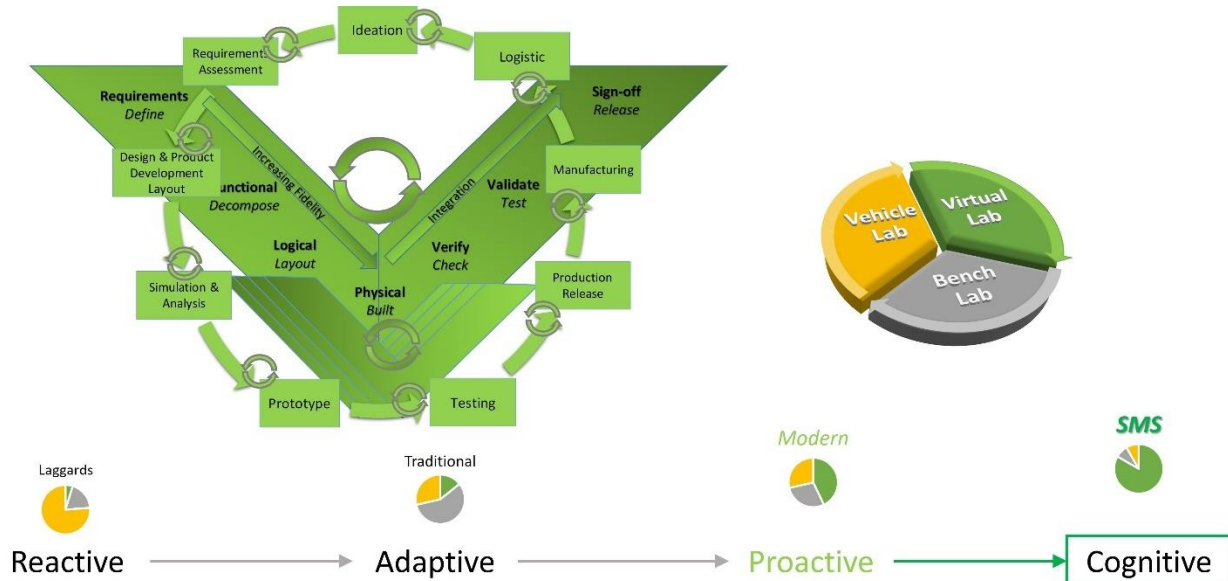 Ideation
Requirements
Assessment
Logistic
Requirements
Define
Sign-off
Release
Design & Product
Development
Layout
Increasing Fidelity
Integration
Manufacturing
unctional
Decompose
Validate
Test
Logical
Layout
Verify
Check
Simulation &
Analysis
Physical
Built
Production
Release
Prototype
Testing
Vehicle
Lab
Virtual
Lab
Bench
Lab
Laggards
Traditional
Modern
SMS
Reactive
Adaptive
Proactive
Cognitive